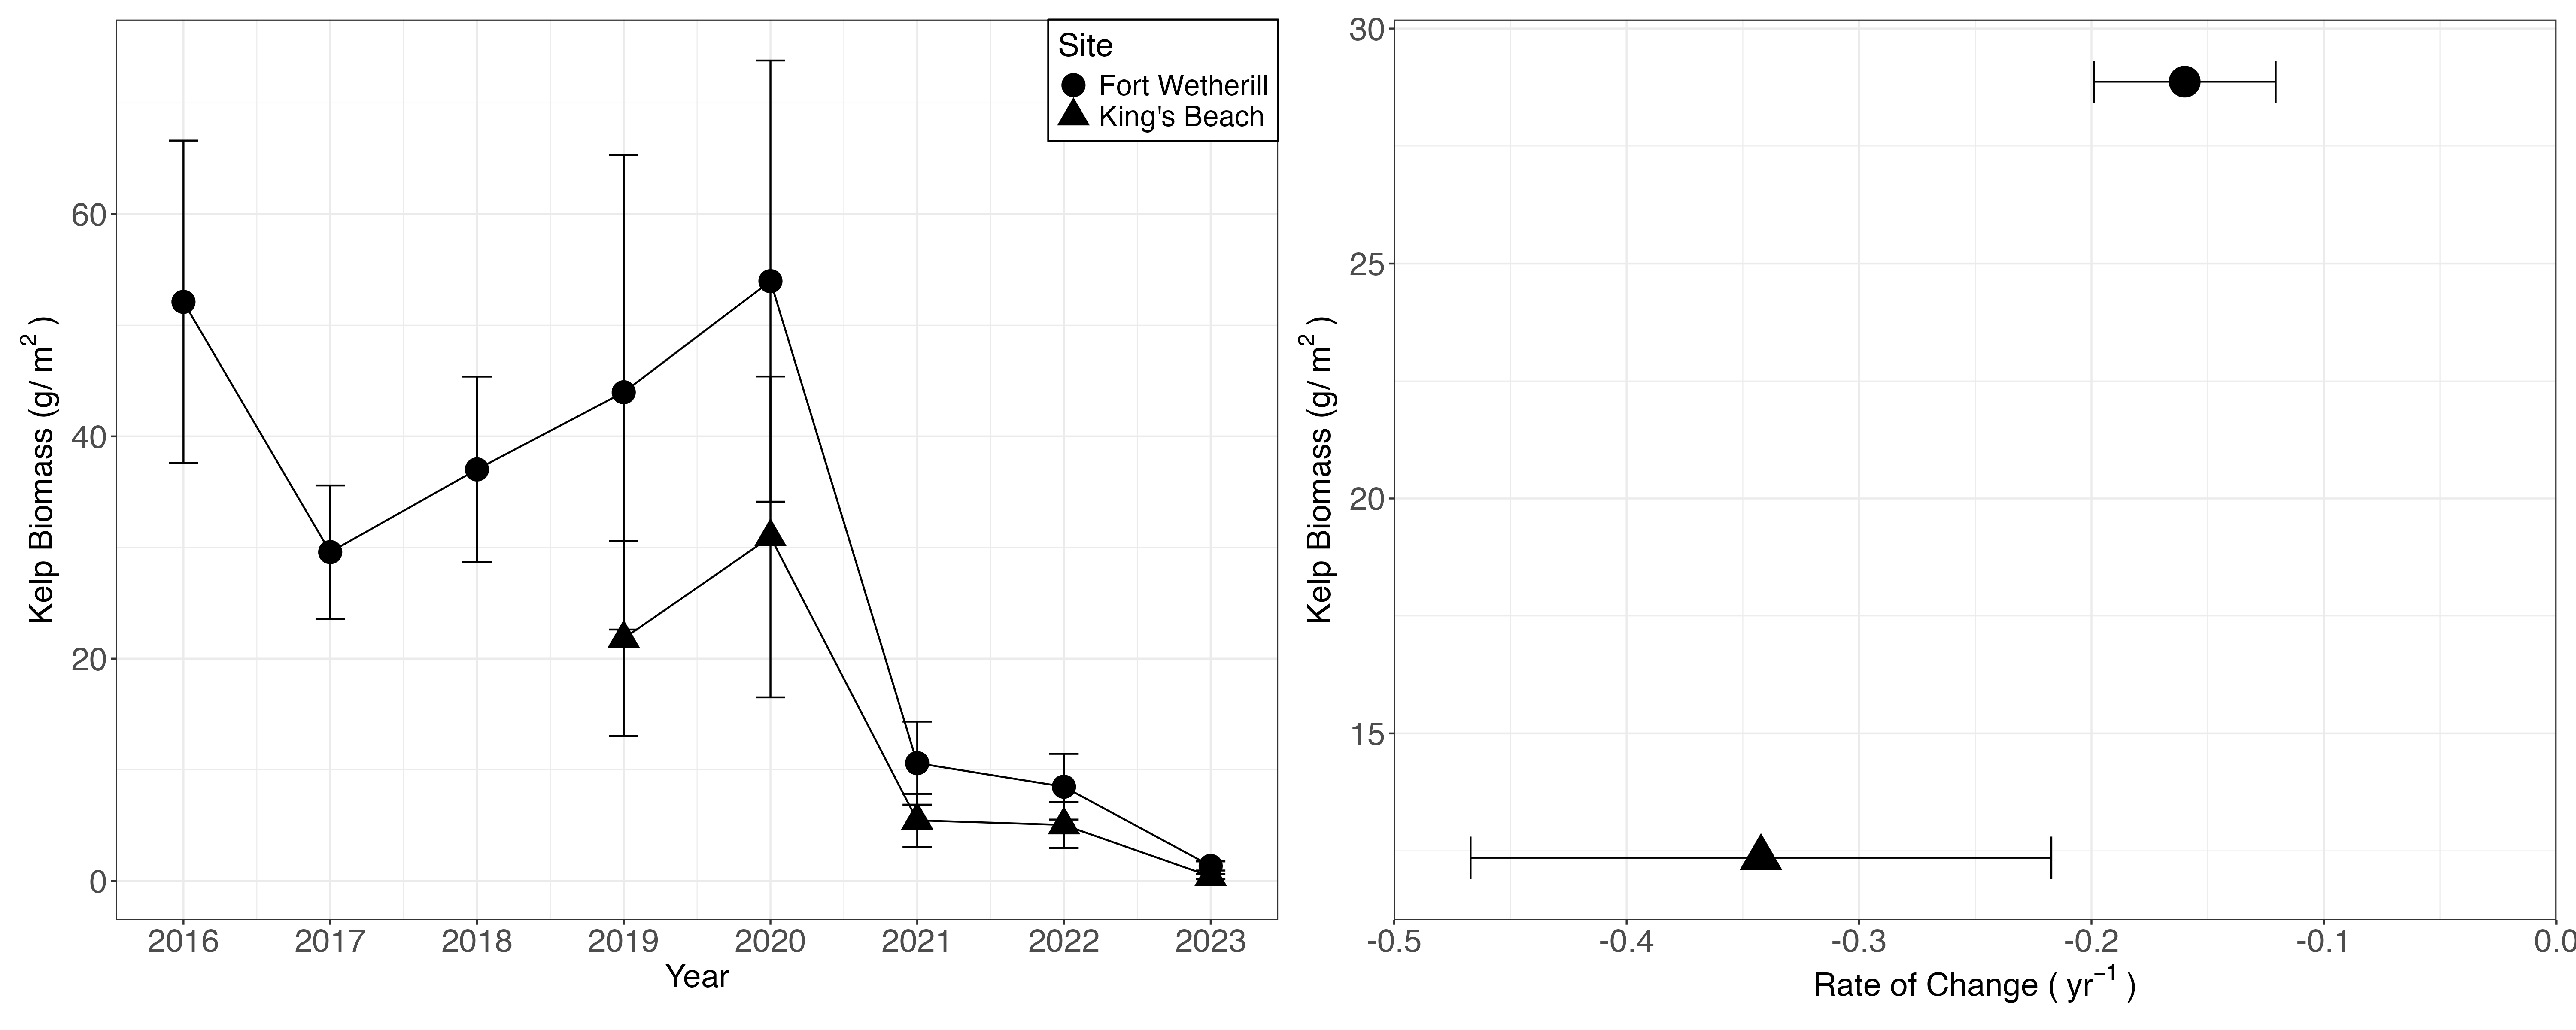 Site
Fort Wetherill
King's Beach
Kelp Biomass (g/ m²)
60
40
20
0
2016 2017 2018 2019 2020 2021 2022 2023
Year
Kelp Biomass (g/ m²)
30
25
20
15
-0.5 -0.4 -0.3 -0.2 -0.1 0.0
Rate of Change ( yr⁻¹ )